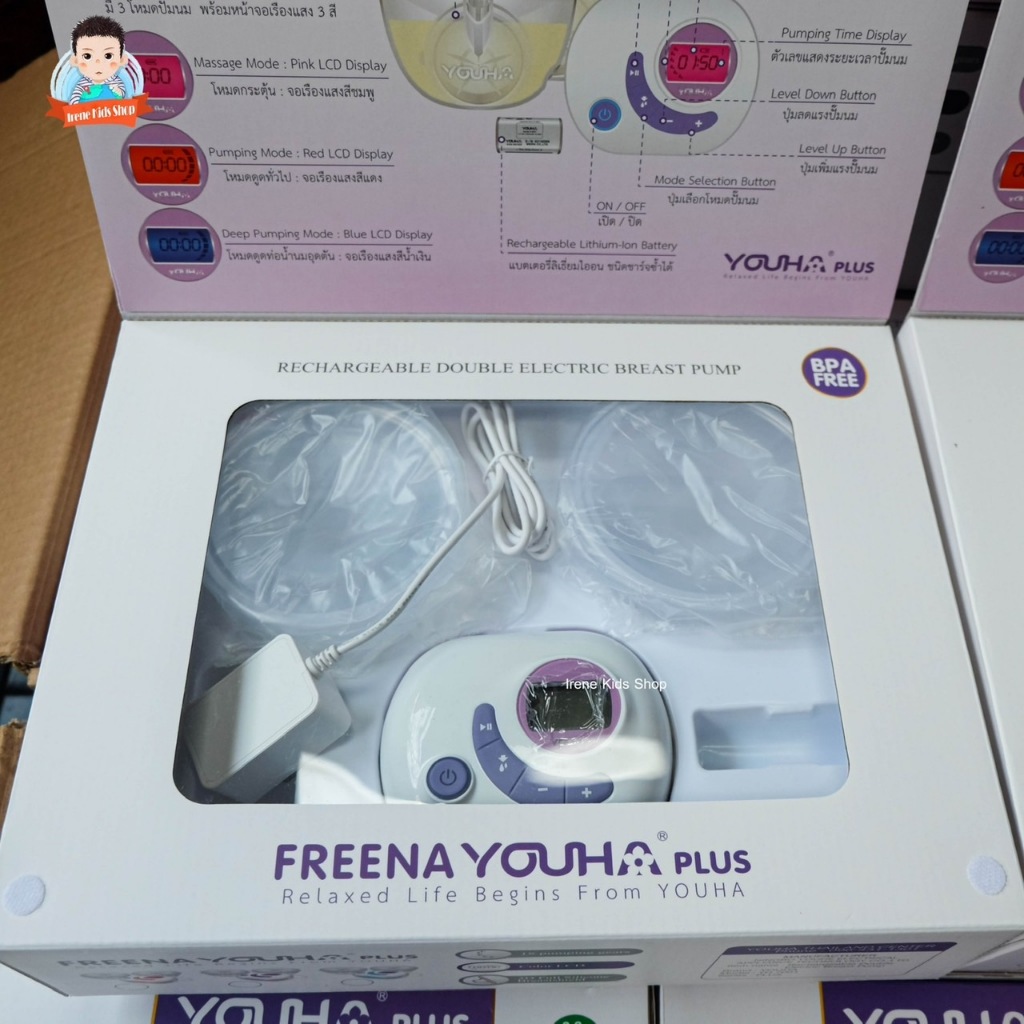 มี 3 โหมดปั๊มนม พร้อมหน้าจอเรืองแสง 3 สี
Irene Kids Shop
Massage Mode : Pink LCD Display
โหมดกระตุ้น : จอเรืองแสงสีชมพู
00:00
Pumping Mode : Red LCD Display
โหมดดูดทั่วไป : จอเรืองแสงสีแดง
00:00
Deep Pumping Mode : Blue LCD Display
โหมดดูดท่อน้ำนมอุดตัน : จอเรืองแสงสีน้ำเงิน
YOUHA
01:50
Pumping Time Display
ตัวเลขแสดงระยะเวลาปั๊มนม
Level Down Button
ปุ่มลดแรงปั๊มนม
Level Up Button
ปุ่มเพิ่มแรงปั๊มนม
Mode Selection Button
ปุ่มเลือกโหมดปั๊มนม
ON / OFF
เปิด / ปิด
Rechargeable Lithlum-Ion Battery
แบตเตอรี่ลิเธียมไอออน ชนิดชาร์จซ้ำได้
YOUHA® PLUS
Relaxed Life Begins From YOUHA
RECHARGEABLE DOUBLE ELECTRIC BREAST PUMP
BPA
FREE
Irene Kids Shop
FREENA YOUHA® PLUS
Relaxed Life Begins From YOUHA
FREENA YOUHA PLUS
YOUHA® PLUS
YOUHA